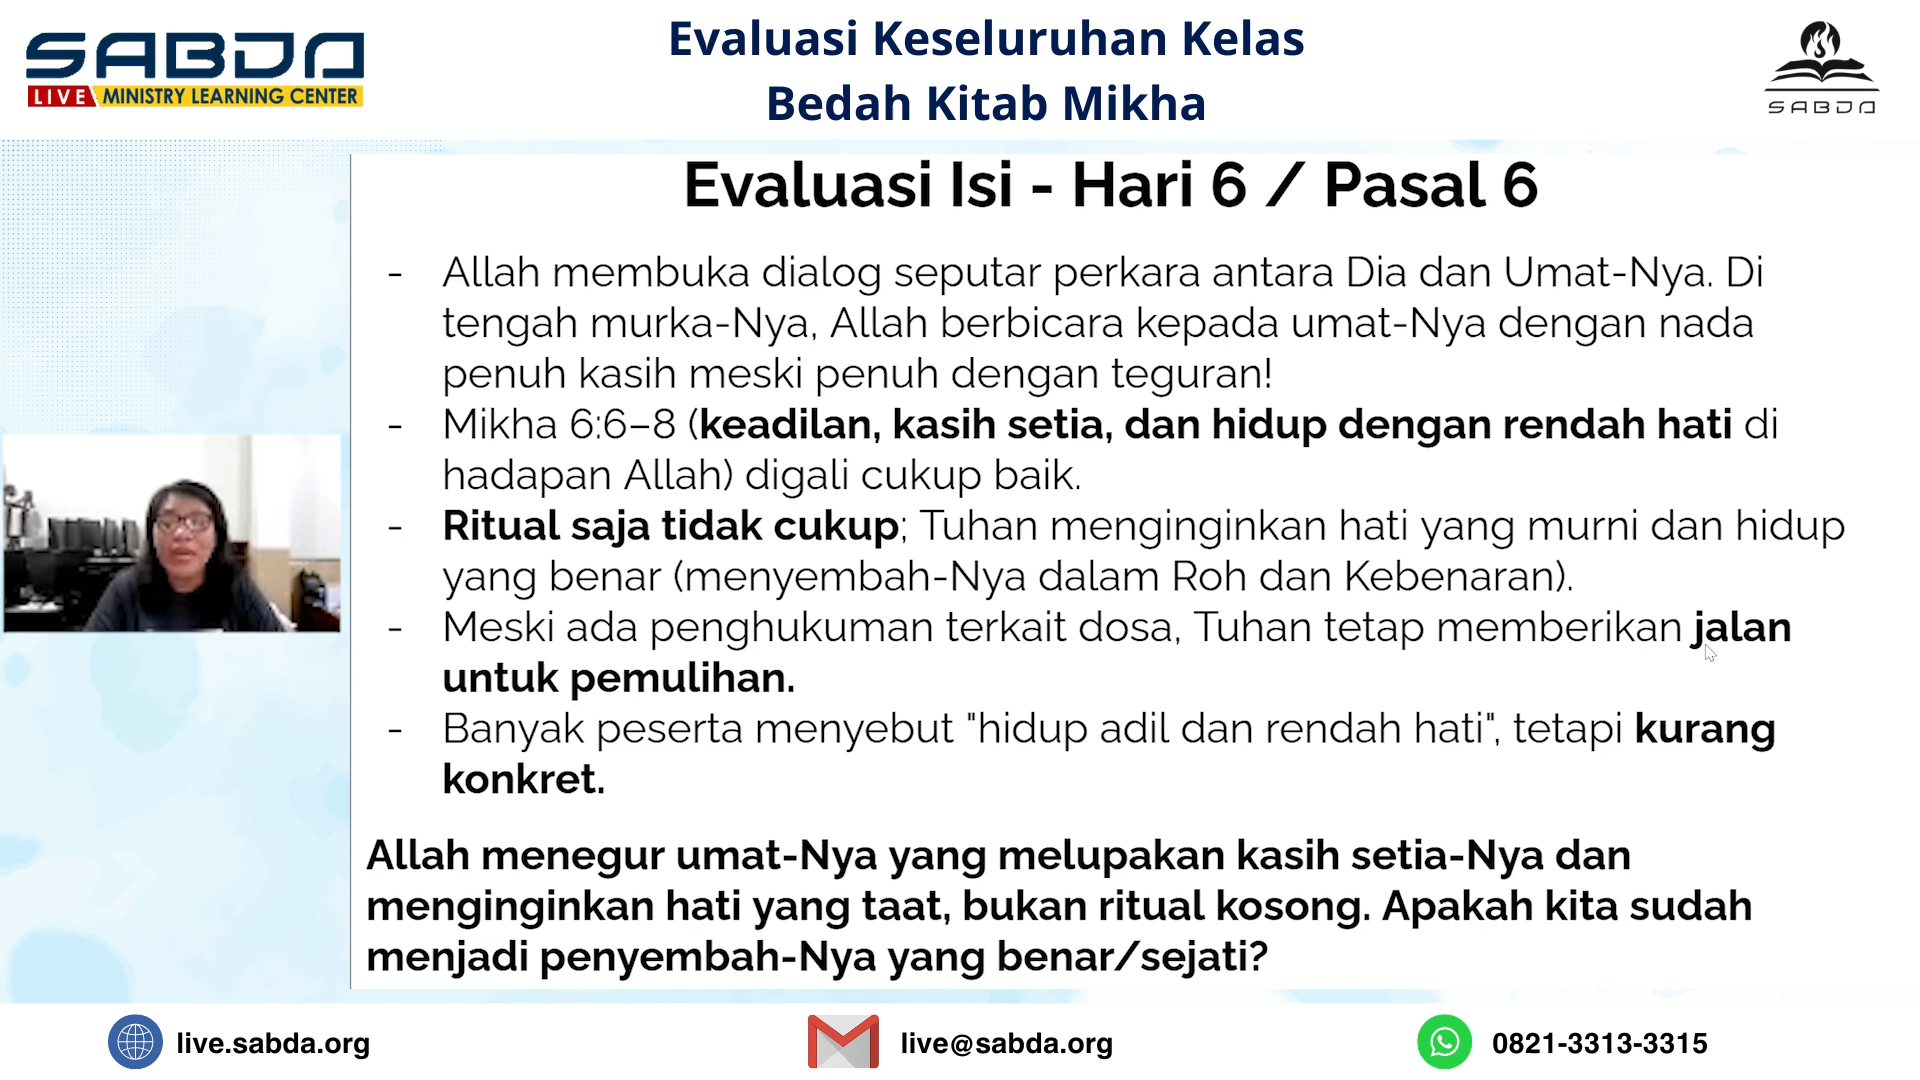 SABDA
LIVE MINISTRY LEARNING CENTER
Evaluasi Keseluruhan Kelas
Bedah Kitab Mikha
SABDA
Evaluasi Isi - Hari 6 / Pasal 6
- Allah membuka dialog seputar perkara antara Dia dan Umat-Nya. Di
tengah murka-Nya, Allah berbicara kepada umat-Nya dengan nada
penuh kasih meski penuh dengan teguran!
- Mikha 6:6–8 (keadilan, kasih setia, dan hidup dengan rendah hati di
hadapan Allah) digali cukup baik.
- Ritual saja tidak cukup; Tuhan menginginkan hati yang murni dan hidup
yang benar (menyembah-Nya dalam Roh dan Kebenaran).
- Meski ada penghukuman terkait dosa, Tuhan tetap memberikan jalan
untuk pemulihan.
- Banyak peserta menyebut "hidup adil dan rendah hati", tetapi kurang
konkret.
Allah menegur umat-Nya yang melupakan kasih setia-Nya dan
menginginkan hati yang taat, bukan ritual kosong. Apakah kita sudah
menjadi penyembah-Nya yang benar/sejati?
live.sabda.org
live@sabda.org
0821-3313-3315